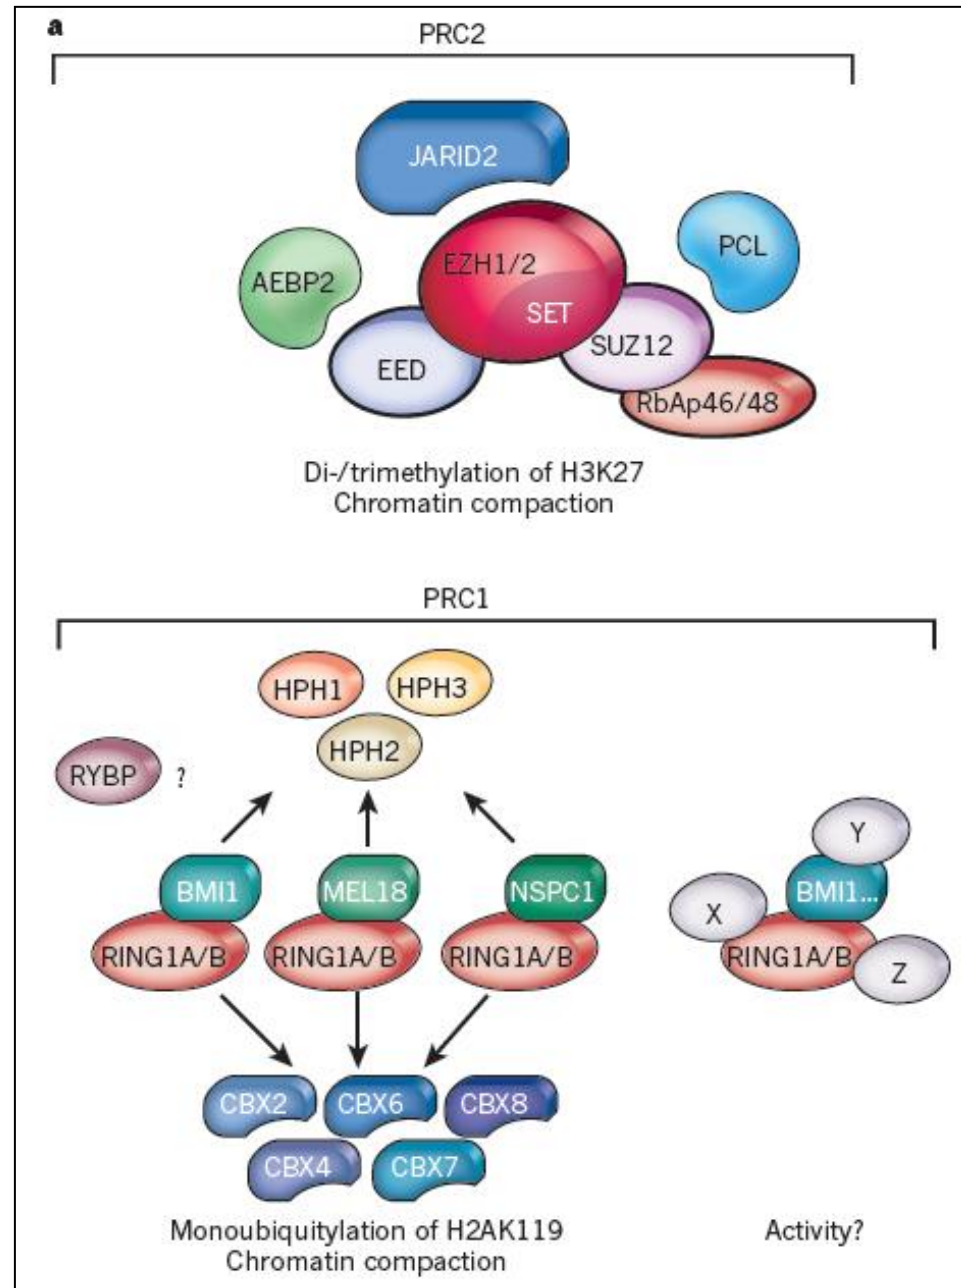 a
PRC2
JARID2
EZH1/2
PCL
AEBP2
SET
SUZ12
EED
RbAp46/48
Di-/trimethylation of H3K27
Chromatin compaction
PRC1
HPH1
HPH3
HPH2
RYBP
?
Y
BMI1
MEL18
NSPC1
BMI1...
X
RING1A/B
RING1A/B
RING1A/B
RING1A/B
Z
CBX2
CBX6
CBX8
CBX4
CBX7
Monoubiquitylation of H2AK119
Chromatin compaction
Activity?